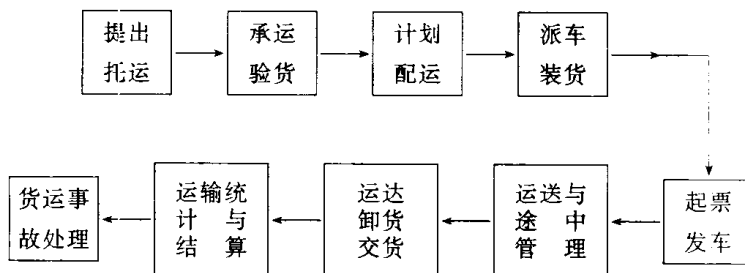 提出
托运
承运
验货
计划
配运
派车
装货
起票
发车
运送与
途中
管理
运达
卸货
交货
运输统
计与
结算
货运事
故处理